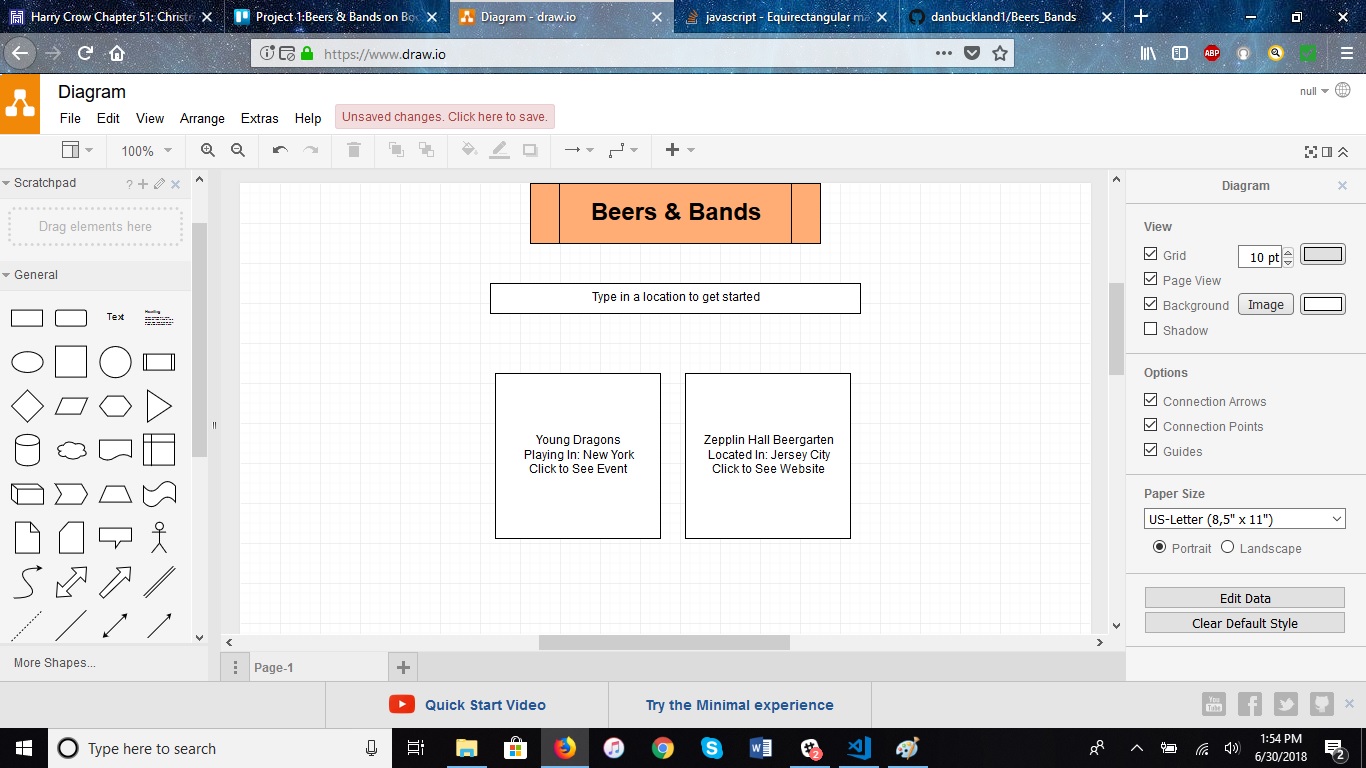 Harry Crow Chapter 51: Christ
Project 1:Beers & Bands on Bo
Diagram - draw.io
javascript - Equirectangular ma
danbuckland1/Beers_Bands
https://www.draw.io
ABP
Diagram
null
File Edit View Arrange Extras Help
Unsaved changes. Click here to save.
100%
Scratchpad
?
Drag elements here
General
Text
Heading
More Shapes...
Beers & Bands
Type in a location to get started
Young Dragons
Playing In: New York
Click to See Event
Zepplin Hall Beergarten
Located In: Jersey City
Click to See Website
Page-1
Diagram
View
Grid
10 pt
Page View
Background
Image
Shadow
Options
Connection Arrows
Connection Points
Guides
Paper Size
US-Letter (8,5" x 11")
Portrait Landscape
Edit Data
Clear Default Style
Quick Start Video
Try the Minimal experience
You
Tube
Type here to search
2
1:54 PM
6/30/2018
2